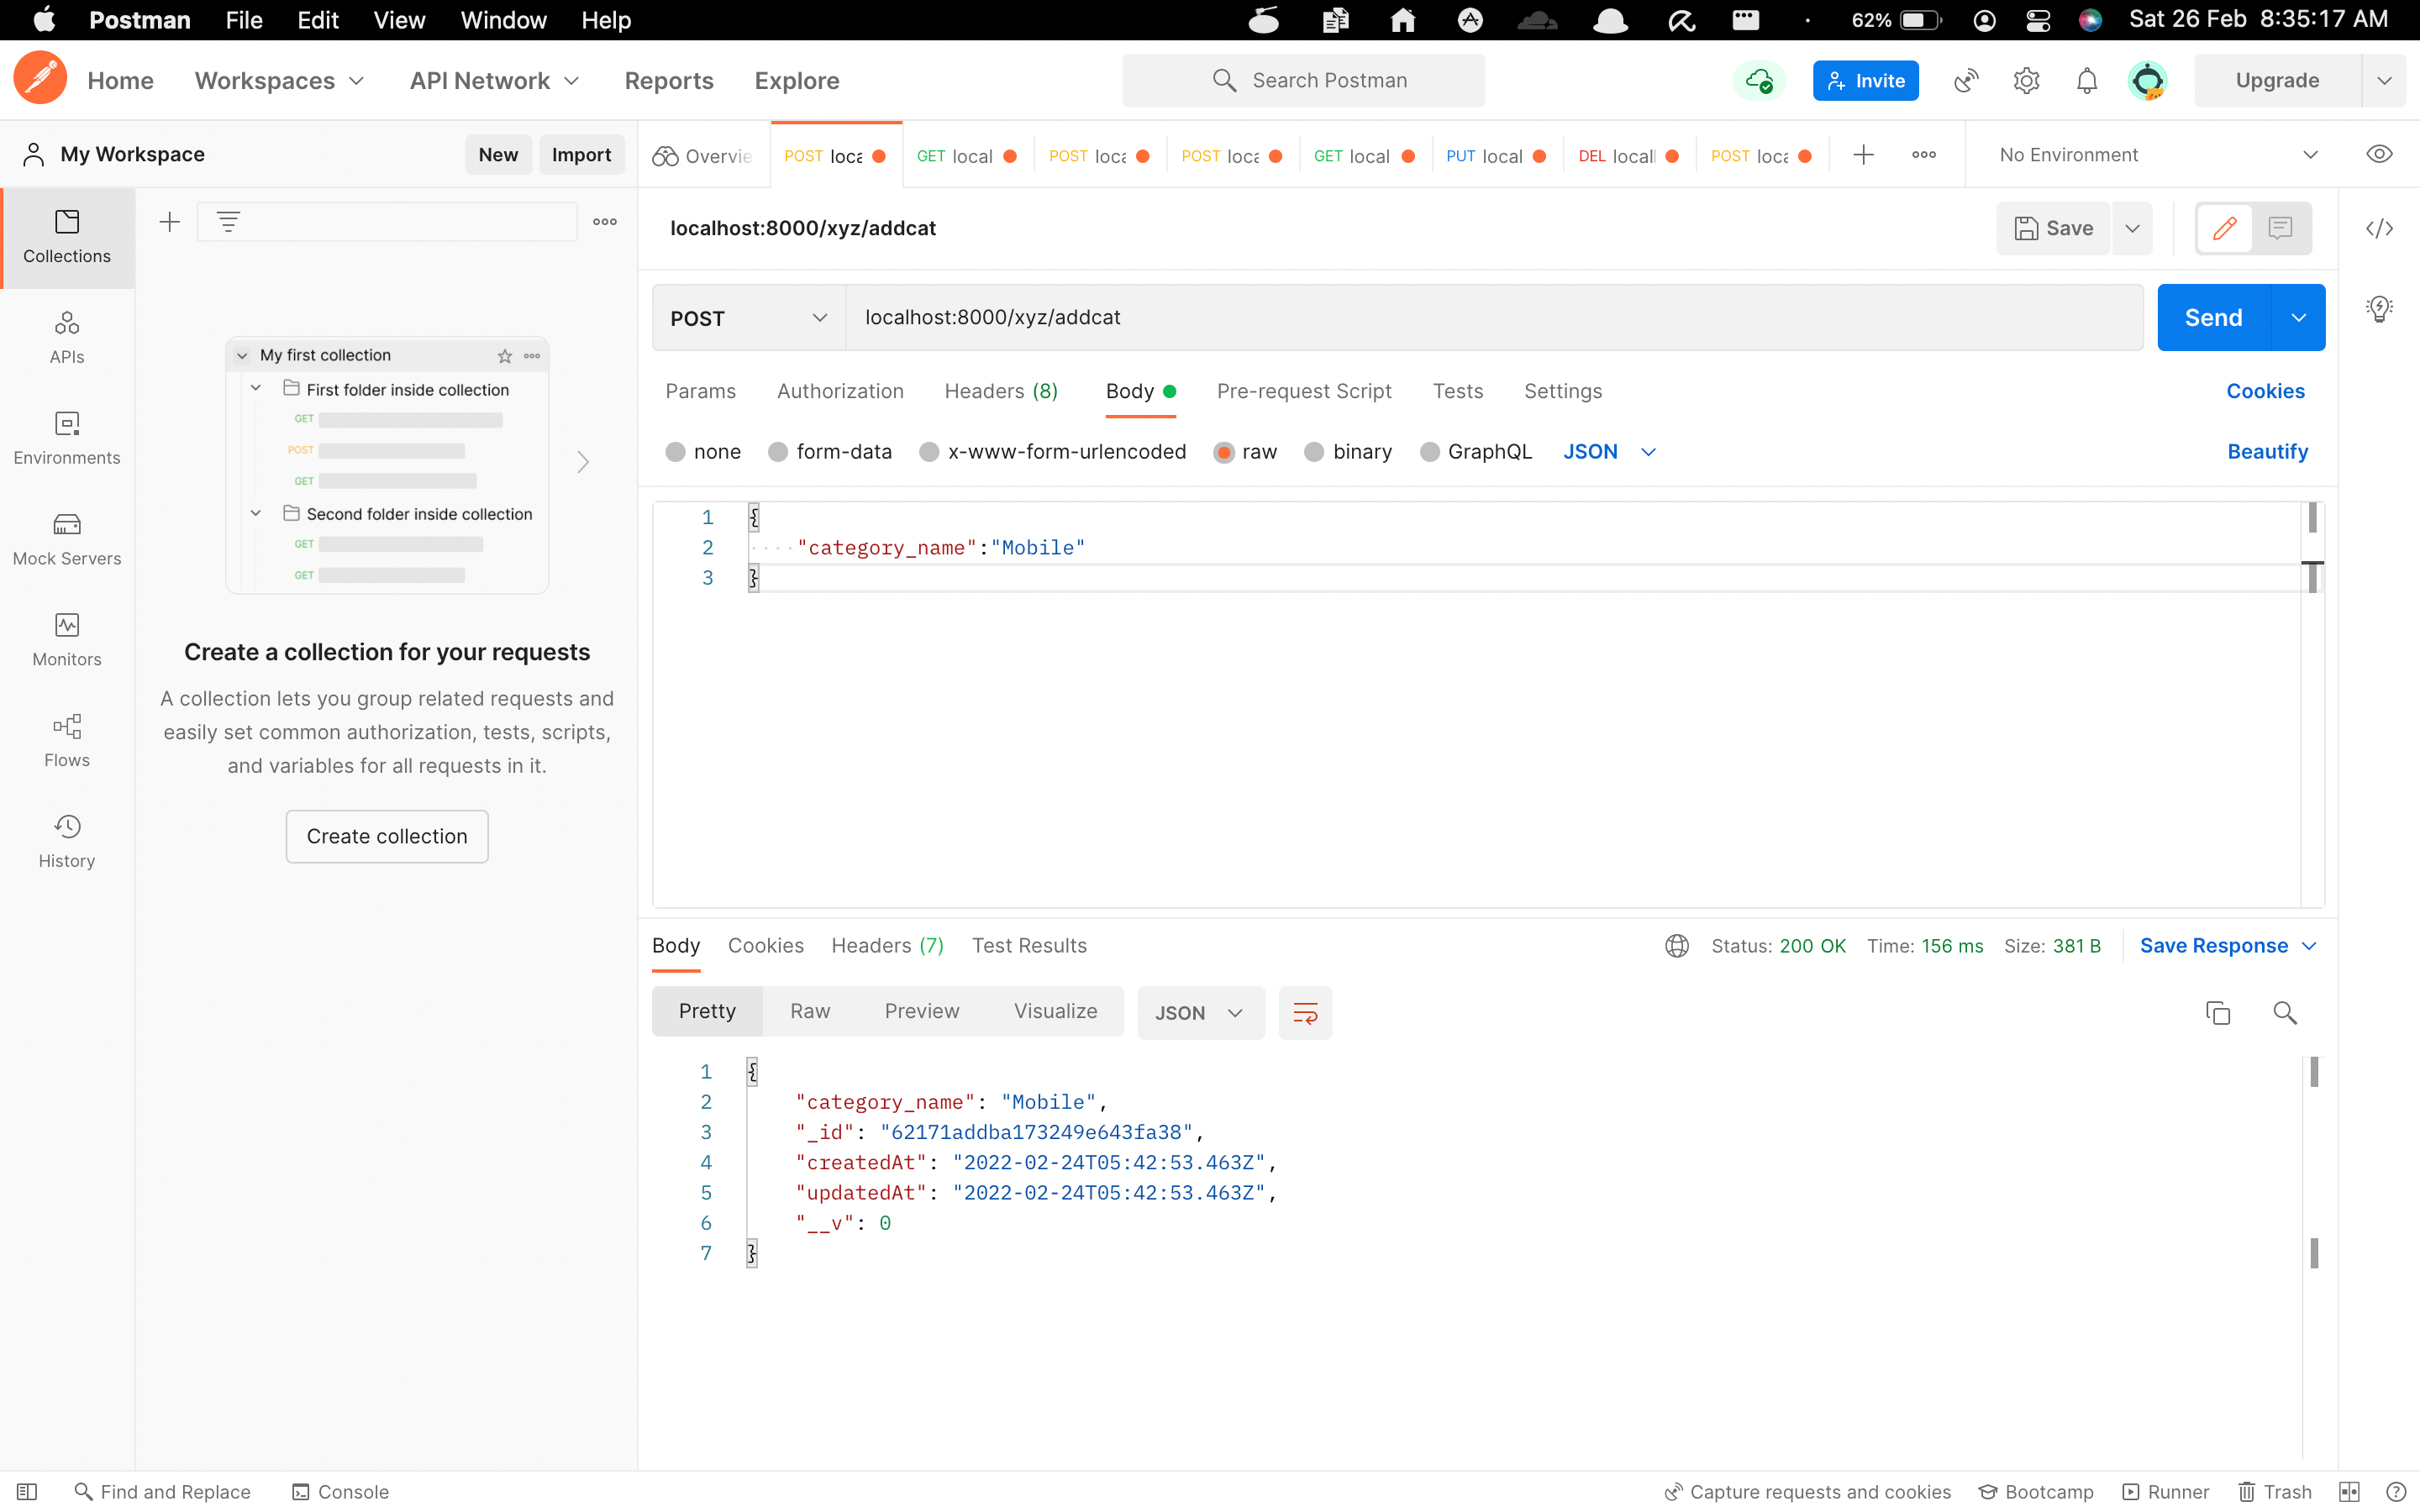 Postman File Edit View Window Help 62% Sat 26 Feb 8:35:17 AM
Home Workspaces API Network Reports Explore Search Postman Invite Upgrade
My Workspace New Import Overvie POST loca GET local POST loca POST loca GET local PUT local DEL local POST loca No Environment
Collections
APIs
Environments
Mock Servers
Monitors
Flows
History
My first collection
First folder inside collection
GET
POST
GET
Second folder inside collection
GET
GET
Create a collection for your requests
A collection lets you group related requests and
easily set common authorization, tests, scripts,
and variables for all requests in it.
Create collection
localhost:8000/xyz/addcat Save
POST localhost:8000/xyz/addcat Send
Params Authorization Headers (8) Body Pre-request Script Tests Settings Cookies
none form-data x-www-form-urlencoded raw binary GraphQL JSON Beautify
1 {
2 "category_name":"Mobile"
3 }
Body Cookies Headers (7) Test Results Status: 200 OK Time: 156 ms Size: 381 B Save Response
Pretty Raw Preview Visualize JSON
1 {
2 "category_name": "Mobile",
3 "_id": "62171addba173249e643fa38",
4 "createdAt": "2022-02-24T05:42:53.463Z",
5 "updatedAt": "2022-02-24T05:42:53.463Z",
6 "__v": 0
7 }
Find and Replace Console Capture requests and cookies Bootcamp Runner Trash